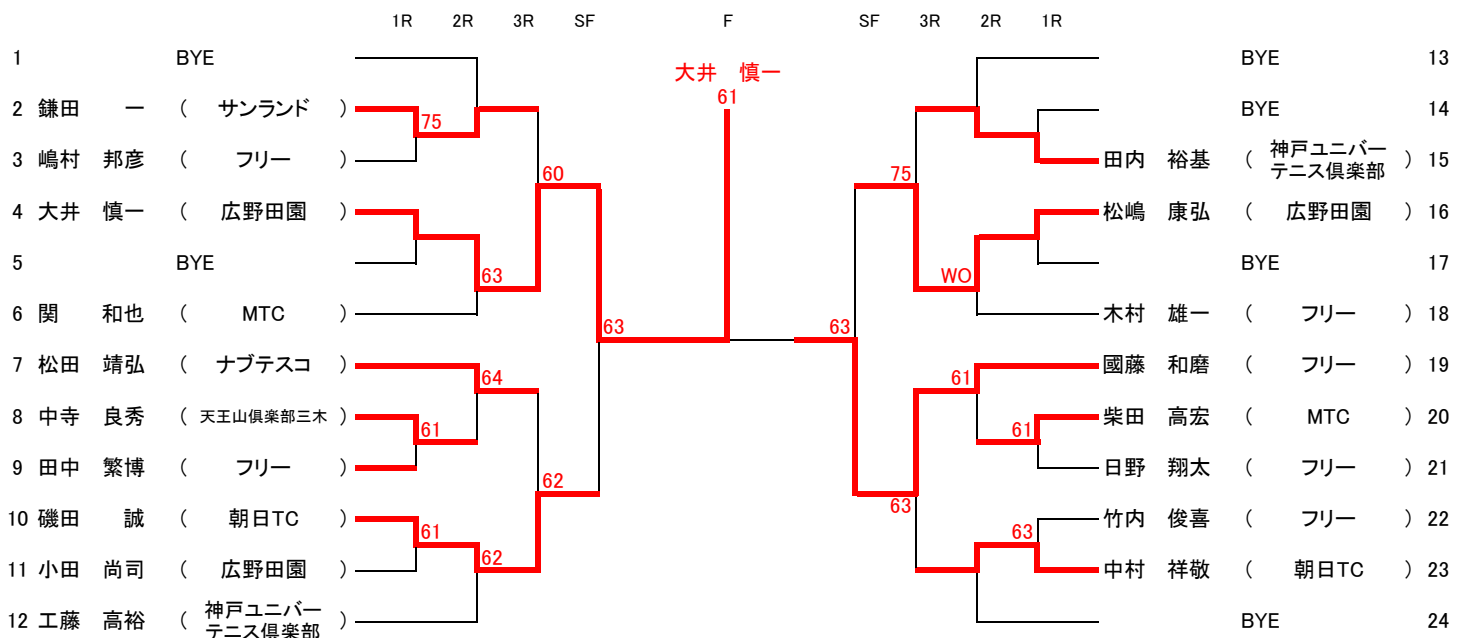 1R 2R 3R SF F SF 3R 2R 1R
1 BYE BYE 13
大井 慎一
2 鎌田 一 ( サンランド ) 61 BYE 14
75
3 嶋村 邦彦 ( フリー ) 60 75 田内 裕基 ( 神戸ユニバー テニス倶楽部 ) 15
4 大井 慎一 ( 広野田園 ) 松嶋 康弘 ( 広野田園 ) 16
5 BYE 63 WO BYE 17
6 関 和也 ( MTC ) 63 63 木村 雄一 ( フリー ) 18
7 松田 靖弘 ( ナブテスコ ) 64 61 國藤 和磨 ( フリー ) 19
8 中寺 良秀 ( 天王山倶楽部三木 ) 61 61 柴田 高宏 ( MTC ) 20
9 田中 繁博 ( フリー ) 62 日野 翔太 ( フリー ) 21
63
10 磯田 誠 ( 朝日TC ) 61 63 竹内 俊喜 ( フリー ) 22
11 小田 尚司 ( 広野田園 ) 62 中村 祥敬 ( 朝日TC ) 23
12 工藤 高裕 ( 神戸ユニバー テニス倶楽部 ) BYE 24